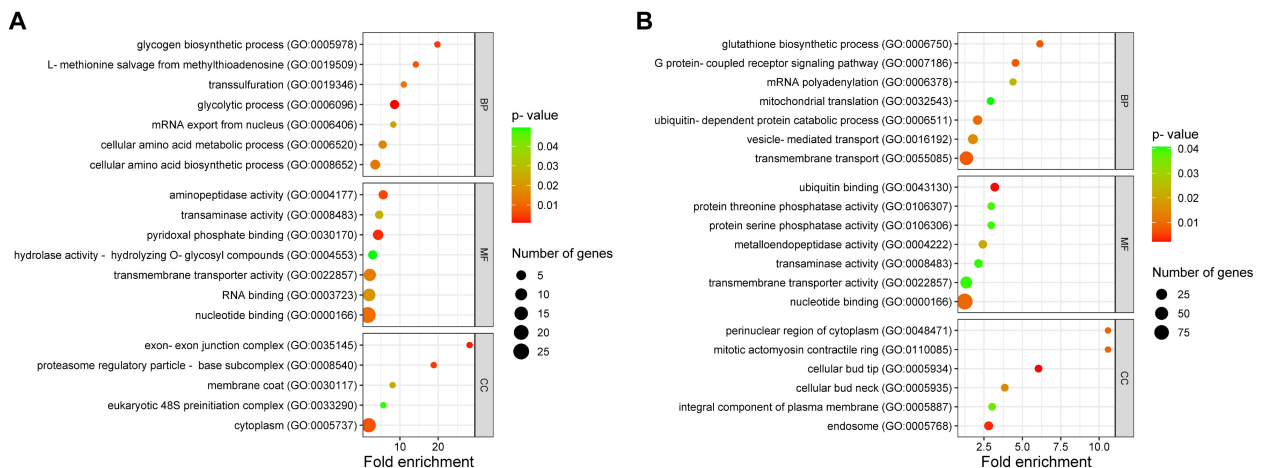 A
glycogen biosynthetic process (GO:0005978)
L- methionine salvage from methylthioadenosine (GO:0019509)
transsulfuration (GO:0019346)
glycolytic process (GO:0006096)
mRNA export from nucleus (GO:0006406)
cellular amino acid metabolic process (GO:0006520)
cellular amino acid biosynthetic process (GO:0008652)
BP
aminopeptidase activity (GO:0004177)
transaminase activity (GO:0008483)
pyridoxal phosphate binding (GO:0030170)
hydrolase activity - hydrolyzing O- glycosyl compounds (GO:0004553)
transmembrane transporter activity (GO:0022857)
RNA binding (GO:0003723)
nucleotide binding (GO:0000166)
MF
exon- exon junction complex (GO:0035145)
proteasome regulatory particle - base subcomplex (GO:0008540)
membrane coat (GO:0030117)
eukaryotic 48S preinitiation complex (GO:0033290)
cytoplasm (GO:0005737)
CC
10 20
Fold enrichment
p- value
0.04
0.03
0.02
0.01
Number of genes
5
10
15
20
25
B
glutathione biosynthetic process (GO:0006750)
G protein- coupled receptor signaling pathway (GO:0007186)
mRNA polyadenylation (GO:0006378)
mitochondrial translation (GO:0032543)
ubiquitin- dependent protein catabolic process (GO:0006511)
vesicle- mediated transport (GO:0016192)
transmembrane transport (GO:0055085)
BP
ubiquitin binding (GO:0043130)
protein threonine phosphatase activity (GO:0106307)
protein serine phosphatase activity (GO:0106306)
metalloendopeptidase activity (GO:0004222)
transaminase activity (GO:0008483)
transmembrane transporter activity (GO:0022857)
nucleotide binding (GO:0000166)
MF
perinuclear region of cytoplasm (GO:0048471)
mitotic actomyosin contractile ring (GO:0110085)
cellular bud tip (GO:0005934)
cellular bud neck (GO:0005935)
integral component of plasma membrane (GO:0005887)
endosome (GO:0005768)
CC
2.5 5.0 7.5 10.0
Fold enrichment
p- value
0.04
0.03
0.02
0.01
Number of genes
25
50
75